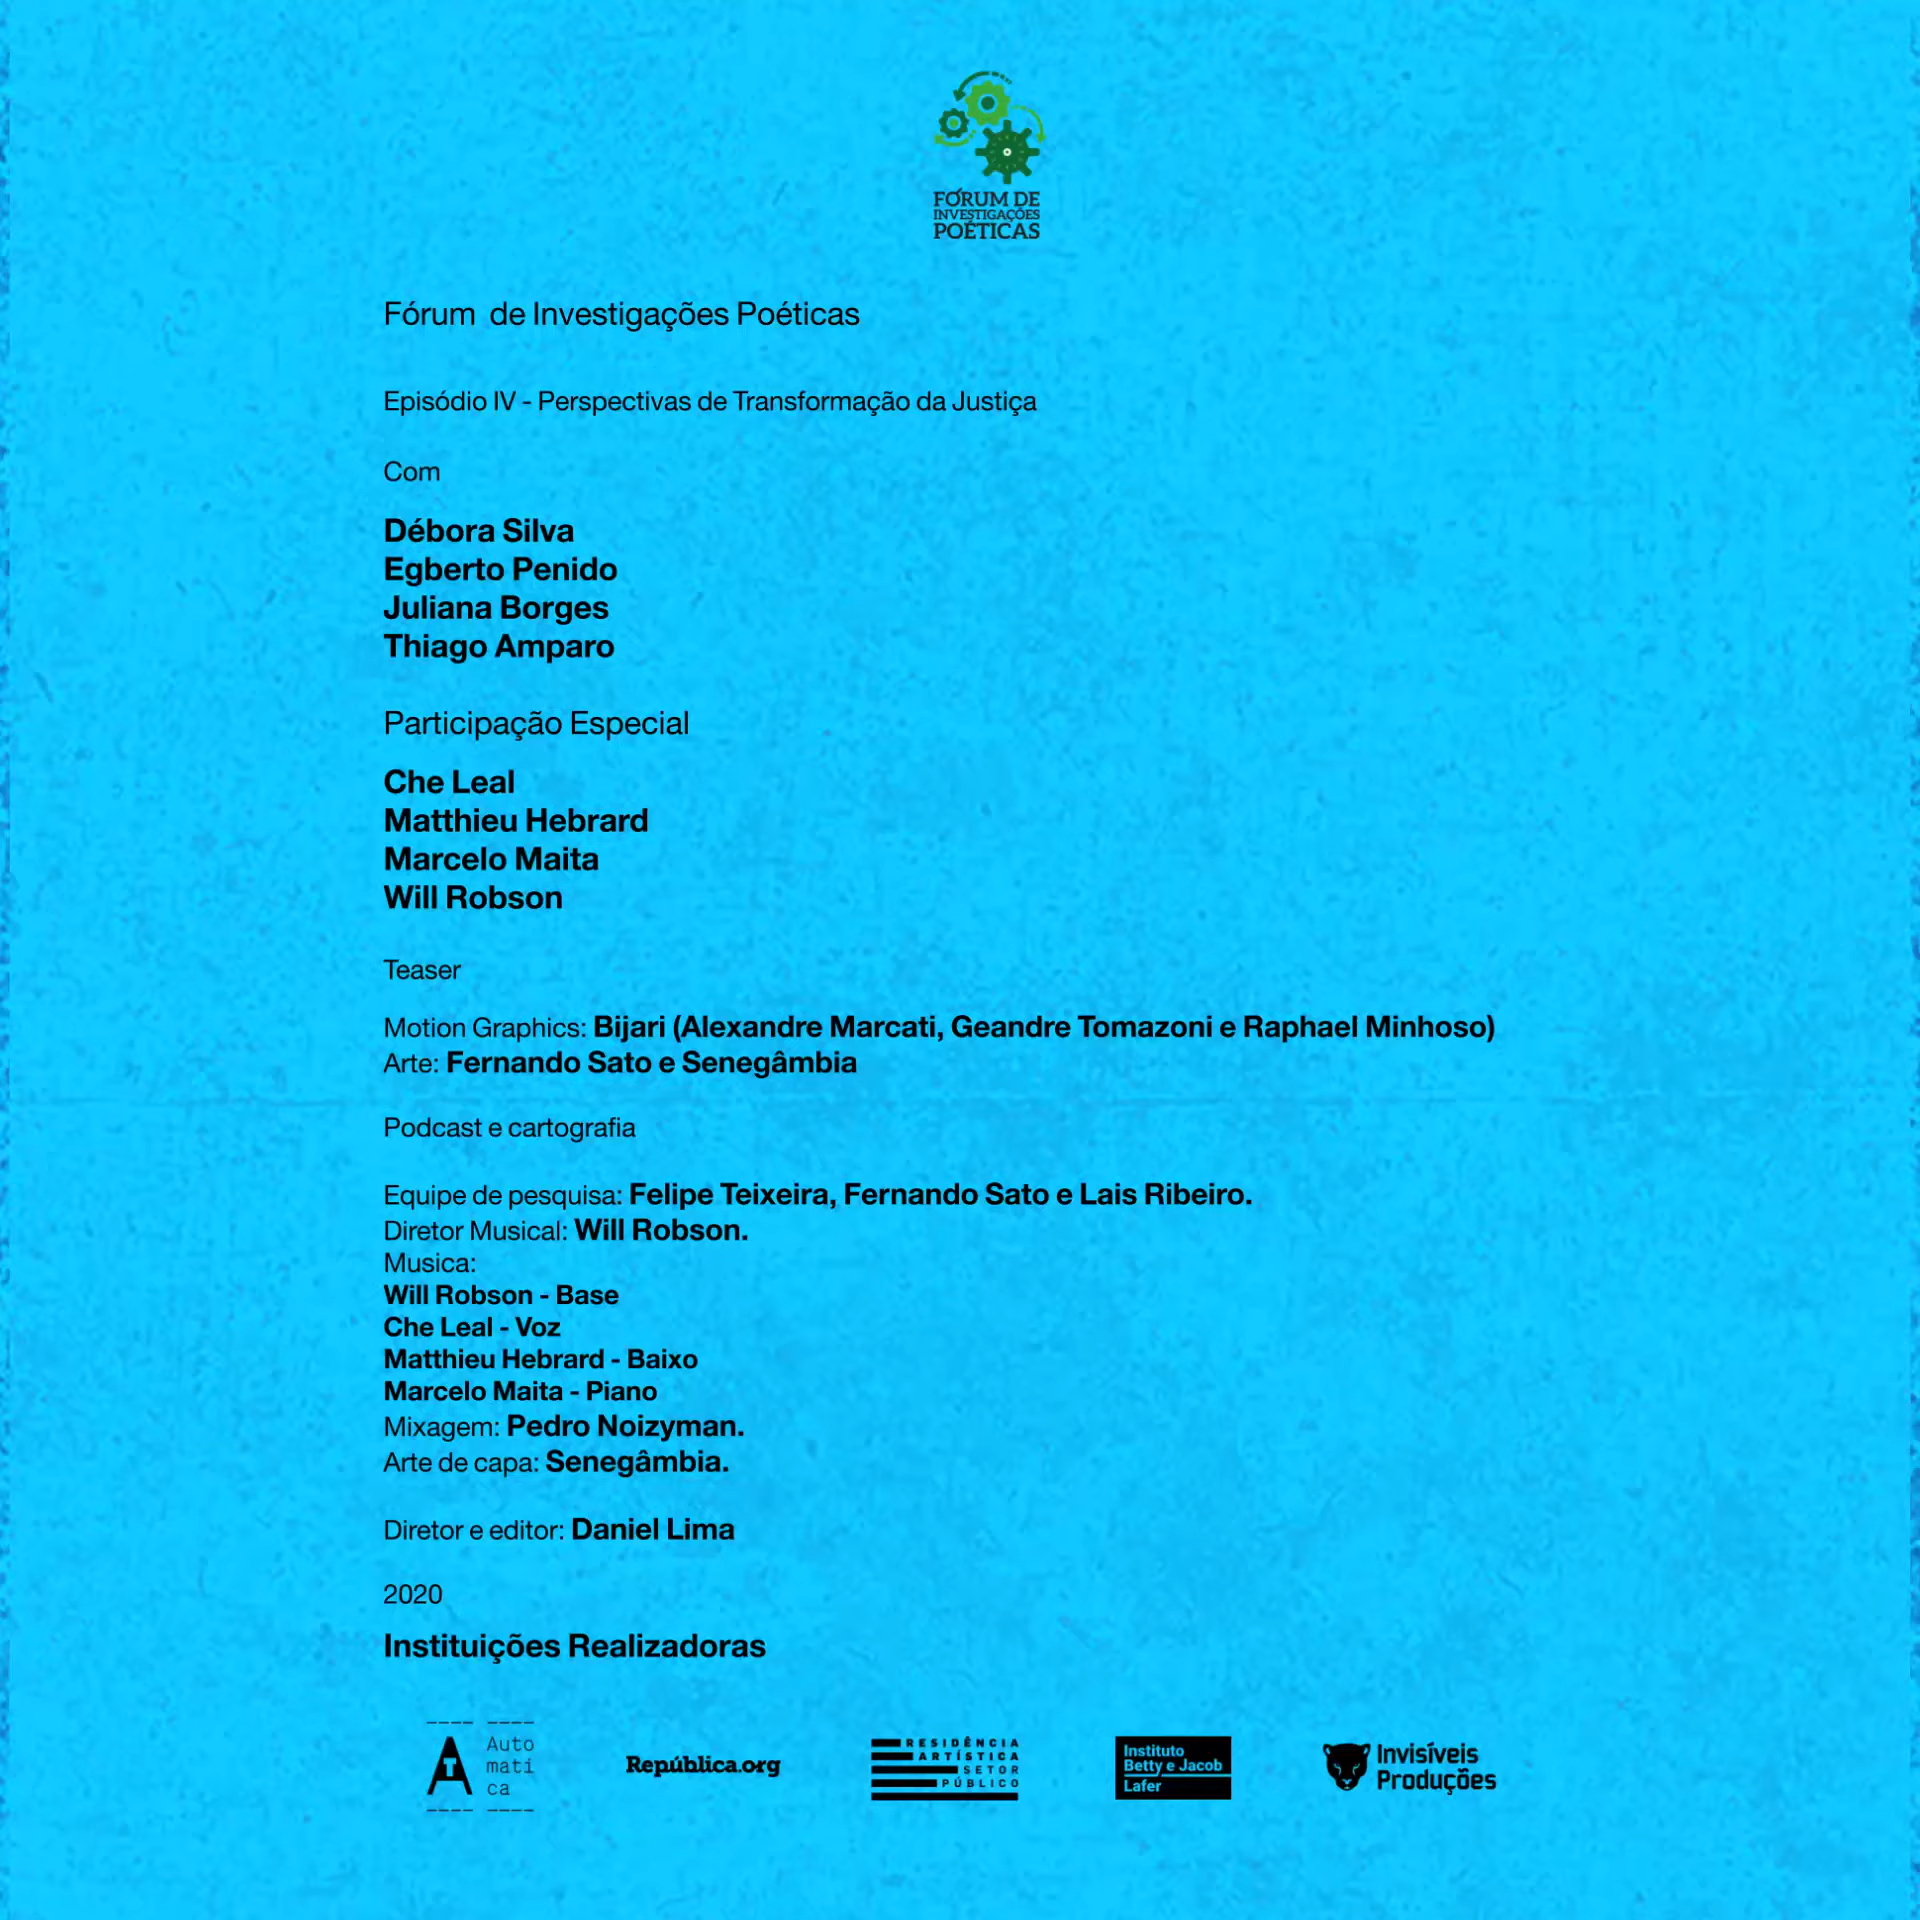 FÓRUM DE
INVESTIGAÇÕES
POÉTICAS
Fórum de Investigações Poéticas
Episódio IV - Perspectivas de Transformação da Justiça
Com
Débora Silva
Egberto Penido
Juliana Borges
Thiago Amparo
Participação Especial
Che Leal
Matthieu Hebrard
Marcelo Maita
Will Robson
Teaser
Motion Graphics: Bijari (Alexandre Marcati, Geandre Tomazoni e Raphael Minhoso)
Arte: Fernando Sato e Senegâmbia
Podcast e cartografia
Equipe de pesquisa: Felipe Teixeira, Fernando Sato e Lais Ribeiro.
Diretor Musical: Will Robson.
Musica:
Will Robson - Base
Che Leal - Voz
Matthieu Hebrard - Baixo
Marcelo Maita - Piano
Mixagem: Pedro Noizyman.
Arte de capa: Senegâmbia.
Diretor e editor: Daniel Lima
2020
Instituições Realizadoras
AT
Auto
mati
ca
República.org
RESIDÊNCIA
ARTÍSTICA
SETOR
PÚBLICO
Instituto
Betty e Jacob
Lafer
Invisíveis
Produções